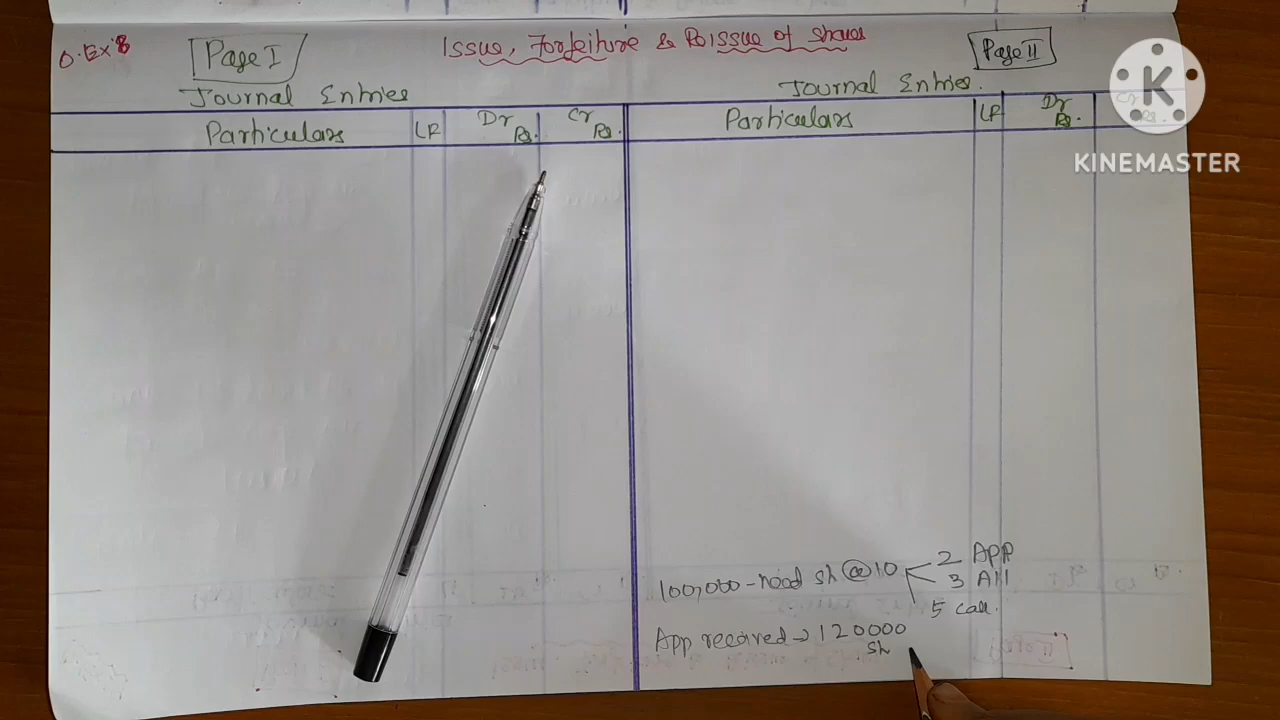 O.Ex 8
Page I
Issue, Forfeiture & Reissue of shares
Page II
Journal Entries
Journal Entries.
Particulars LF Dr Rs. Cr Rs.
Particulars LF Dr Rs. Cr Rs.
K
KINEMASTER
100,000 - need sh @ 10
2 APP
3 All
5 Call.
App received → 120000
sh